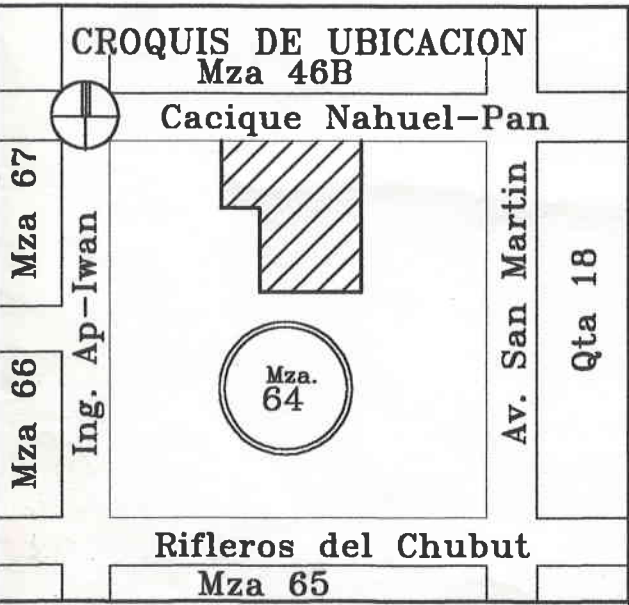 CROQUIS DE UBICACION
Mza 46B
Cacique Nahuel-Pan
Mza 67
Mza 66
Ing. Ap-Iwan
Mza.
64
Av. San Martin
Qta 18
Rifleros del Chubut
Mza 65